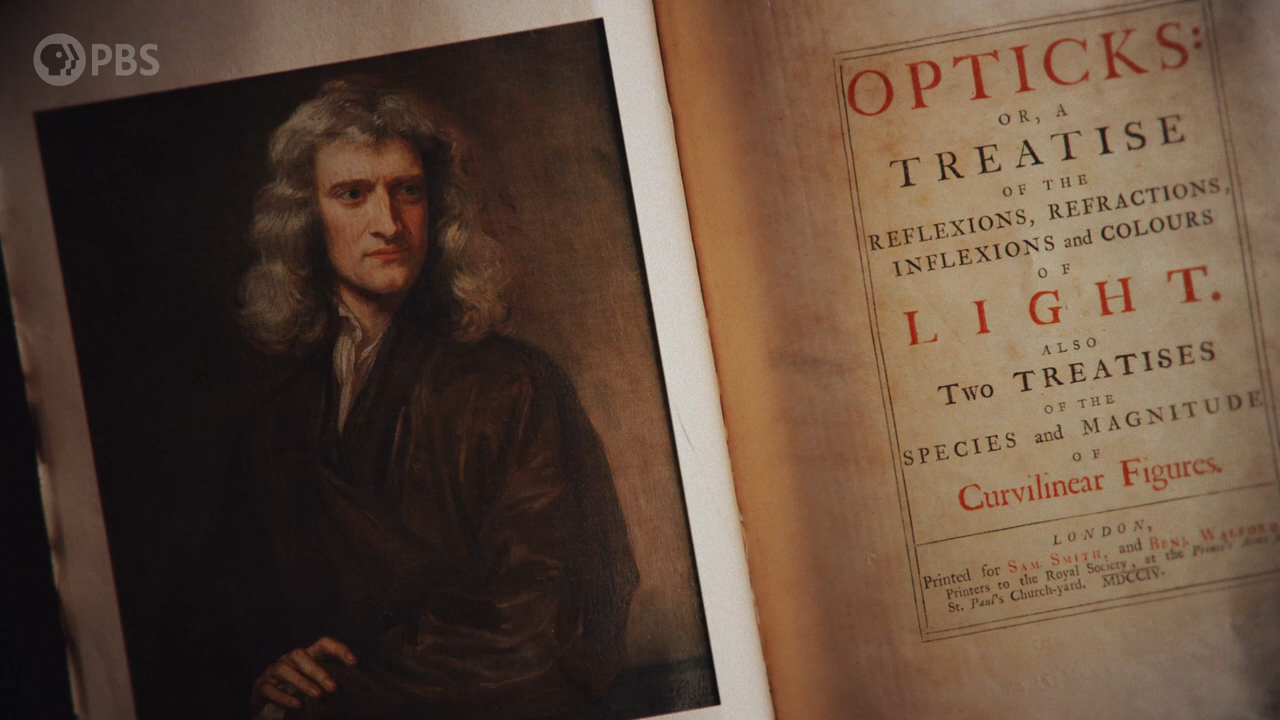 PBS
OPTICKS:
OR, A
TREATISE
OF THE
REFLEXIONS, REFRACTIONS,
INFLEXIONS and COLOURS
OF
LIGHT.
ALSO
Two TREATISES
OF THE
SPECIES and MAGNITUDE
OF
Curvilinear Figures.
LONDON,
Printed for SAM. SMITH, and BENJ. WALFORD
Printers to the Royal Society, at the Prince's Arms in
St. Paul's Church-yard. MDCCIV.